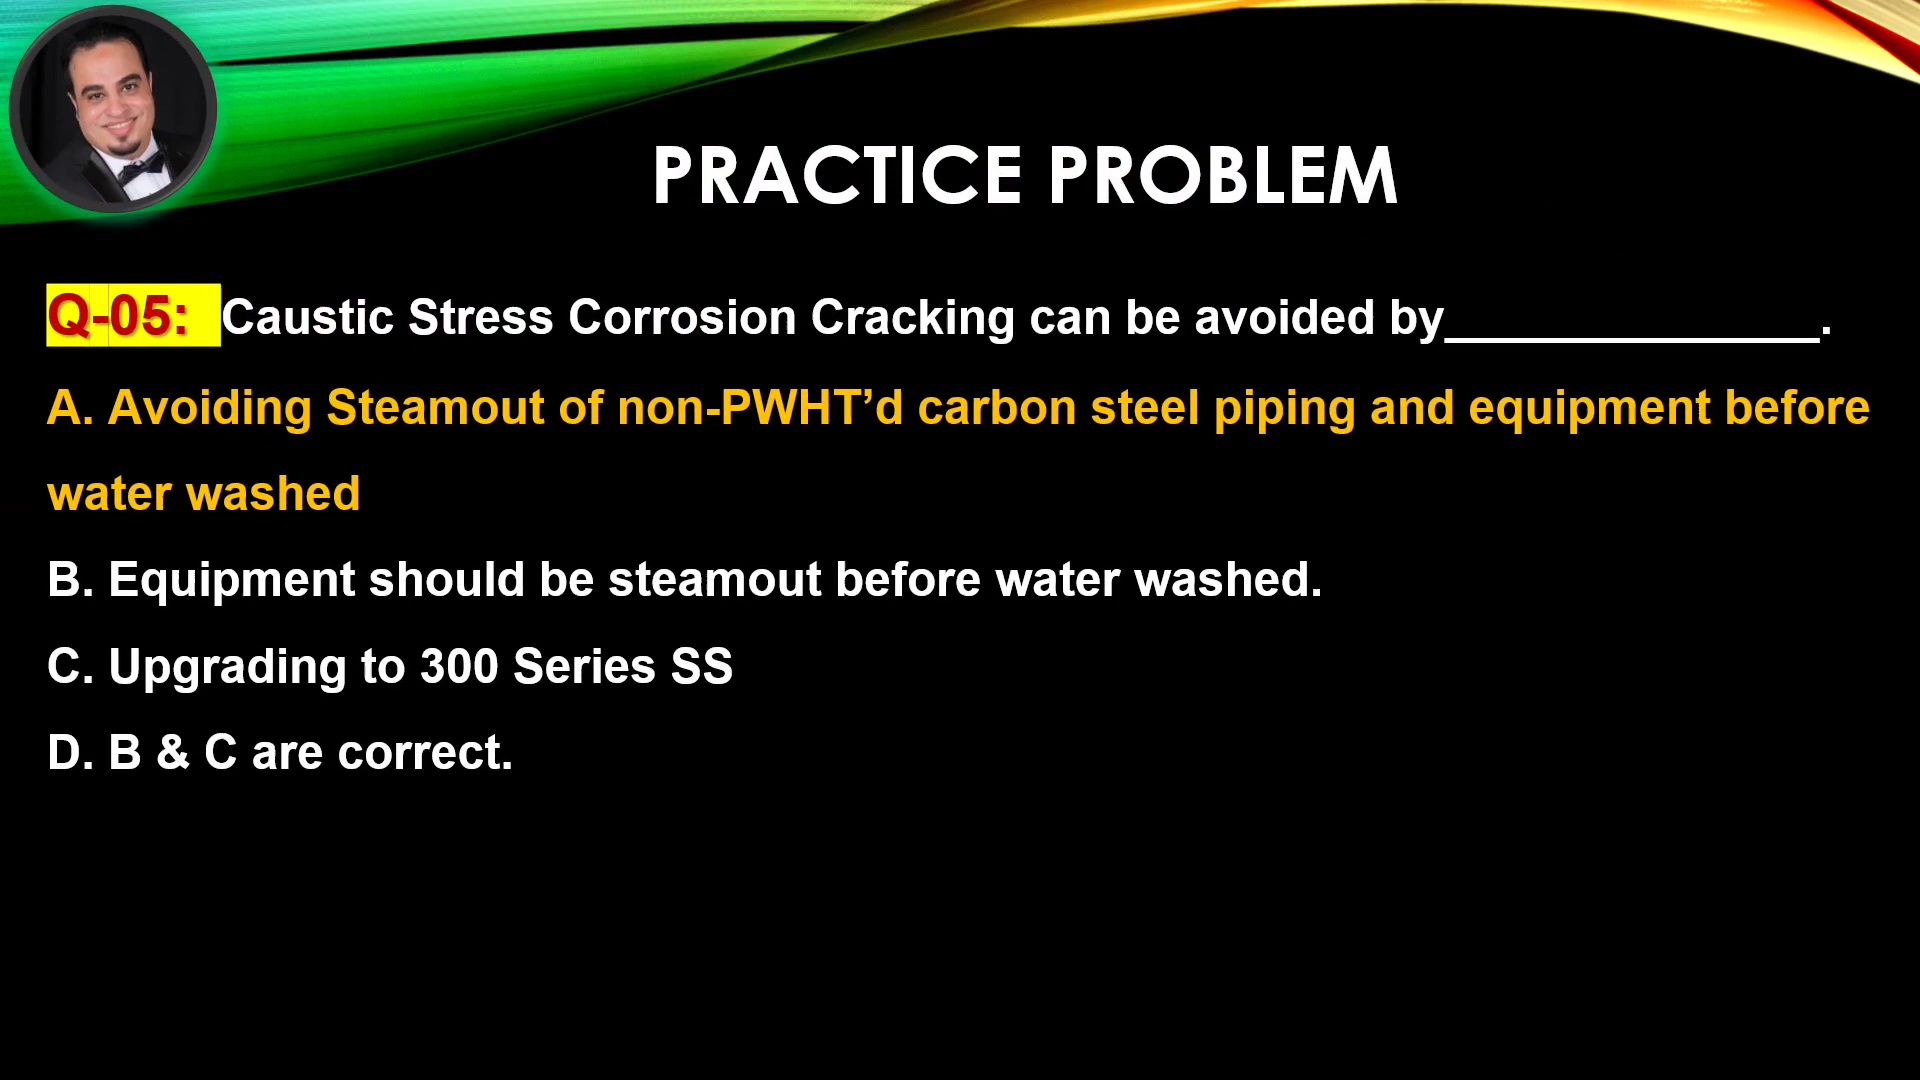 PRACTICE PROBLEM
Q-05: Caustic Stress Corrosion Cracking can be avoided by_______________.
A. Avoiding Steamout of non-PWHT’d carbon steel piping and equipment before
water washed
B. Equipment should be steamout before water washed.
C. Upgrading to 300 Series SS
D. B & C are correct.